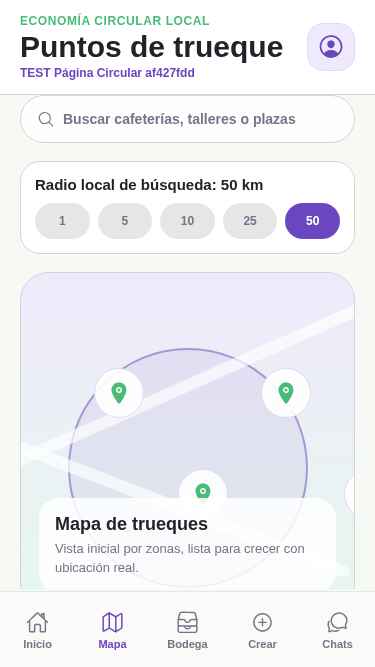 ECONOMÍA CIRCULAR LOCAL
Puntos de trueque
TEST Página Circular af427fdd
Buscar cafeterías, talleres o plazas
Radio local de búsqueda: 50 km
1 5 10 25 50
Mapa de trueques
Vista inicial por zonas, lista para crecer con
ubicación real.
Inicio Mapa Bodega Crear Chats